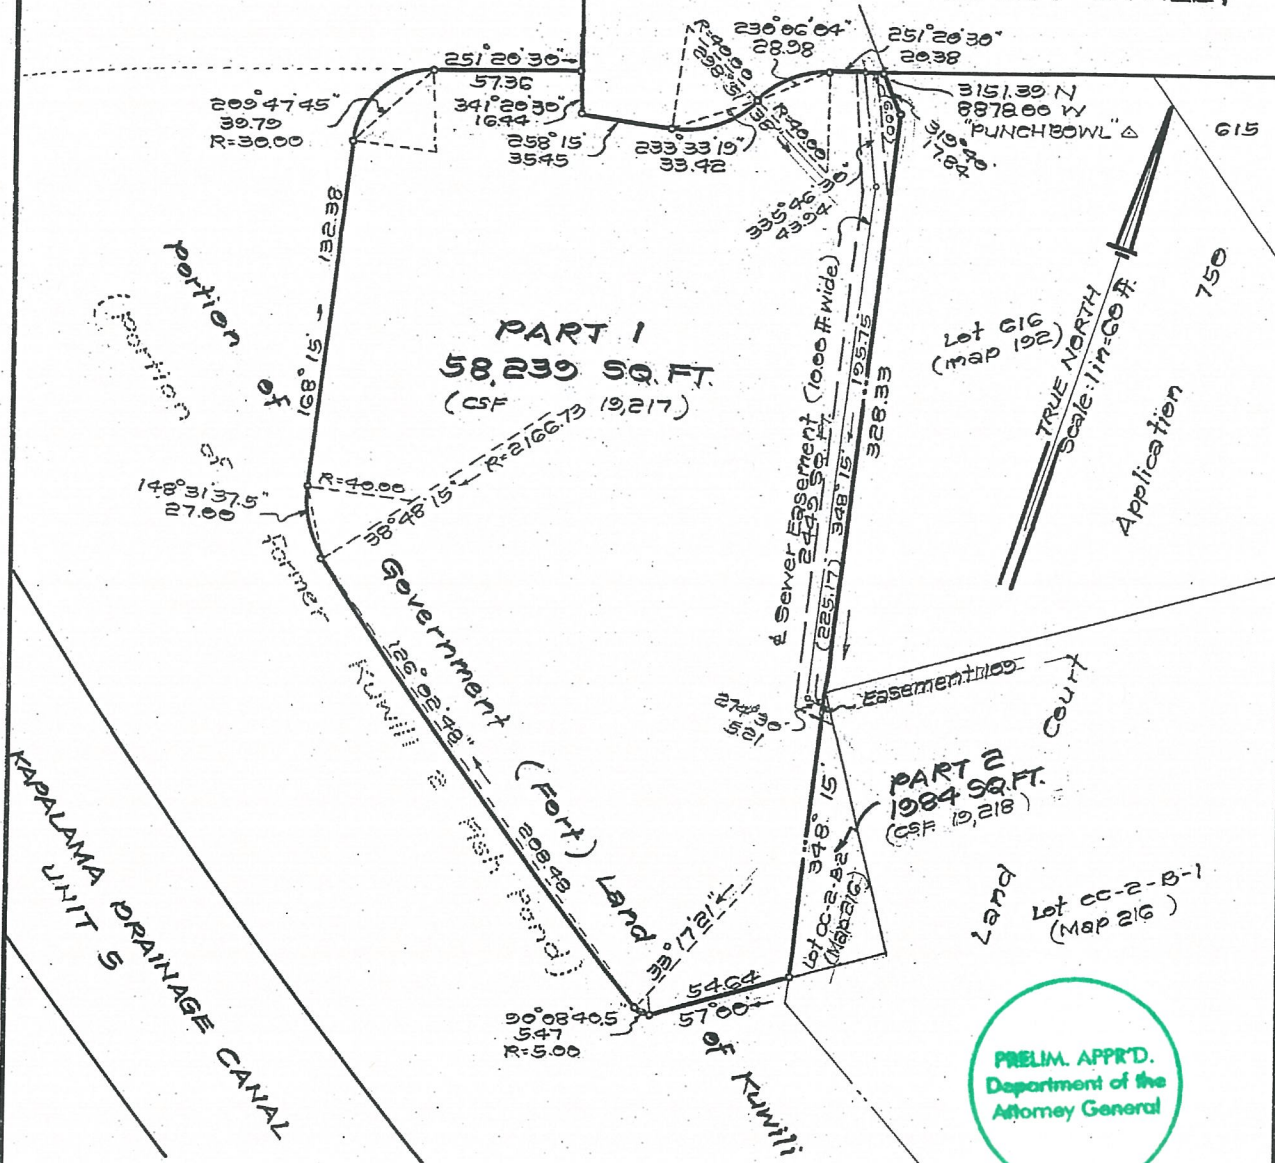 251°20'30"
57.36
341°20'30"
16.44
258°15'
35.45
233°33'19"
33.42
230°06'04"
28.98
251°20'30"
20.38
209°47'45"
39.79
R=30.00
R=40.00
3151.39 N
8878.00 W
"PUNCHBOWL" △
319°40'
17.82
615
335°46'
43.94
132.38
168°15'
portion
of
(portion of
PART 1
58,239 SQ. FT.
(CSF 19,217)
R=2166.73
38°48'15"
R=40.00
148°31'37.5"
27.00
Former
Kuwili 2 Fish Pond)
Government (Fort) Land
126°02'48"
208.48
¢ Sewer Easement (10.00 ft. wide)
2449 SQ. FT.
195.75
348°15'
(225.17)
328.33
Lot 616
(map 192)
TRUE NORTH
Scale: 1 in=60 ft.
Application 750
Easement 1109
274°30'
5.21
Court
PART 2
1984 SQ. FT.
(CSF 19,218)
348° 15'
Lot CC-2-B-2
(Map 216)
Land
Lot CC-2-B-1
(Map 216)
33°17'21"
54.64
57°00'
90°08'40.5"
5.47
R=5.00
of Kuwili
KAPALAMA DRAINAGE CANAL
UNIT 5
PRELIM. APPR'D.
Department of the
Attorney General